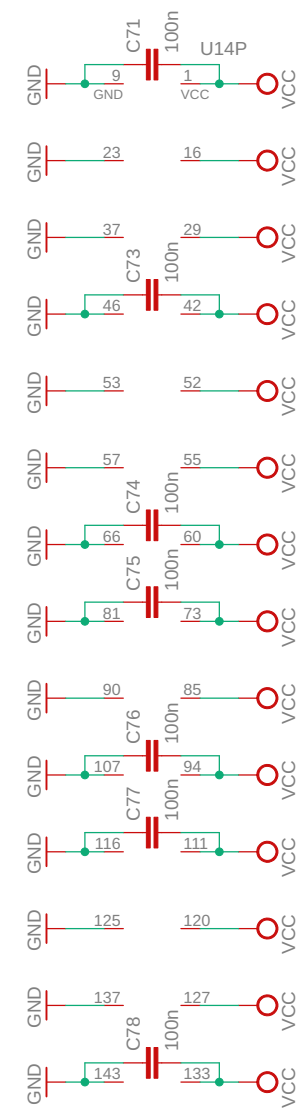 C71
100n
U14P
GND
9
1
VCC
GND
VCC
GND
23
16
VCC
GND
37
29
VCC
C73
100n
GND
46
42
VCC
GND
53
52
VCC
GND
57
55
VCC
C74
100n
GND
66
60
VCC
C75
100n
GND
81
73
VCC
GND
90
85
VCC
C76
100n
GND
107
94
VCC
C77
100n
GND
116
111
VCC
GND
125
120
VCC
GND
137
127
VCC
C78
100n
GND
143
133
VCC